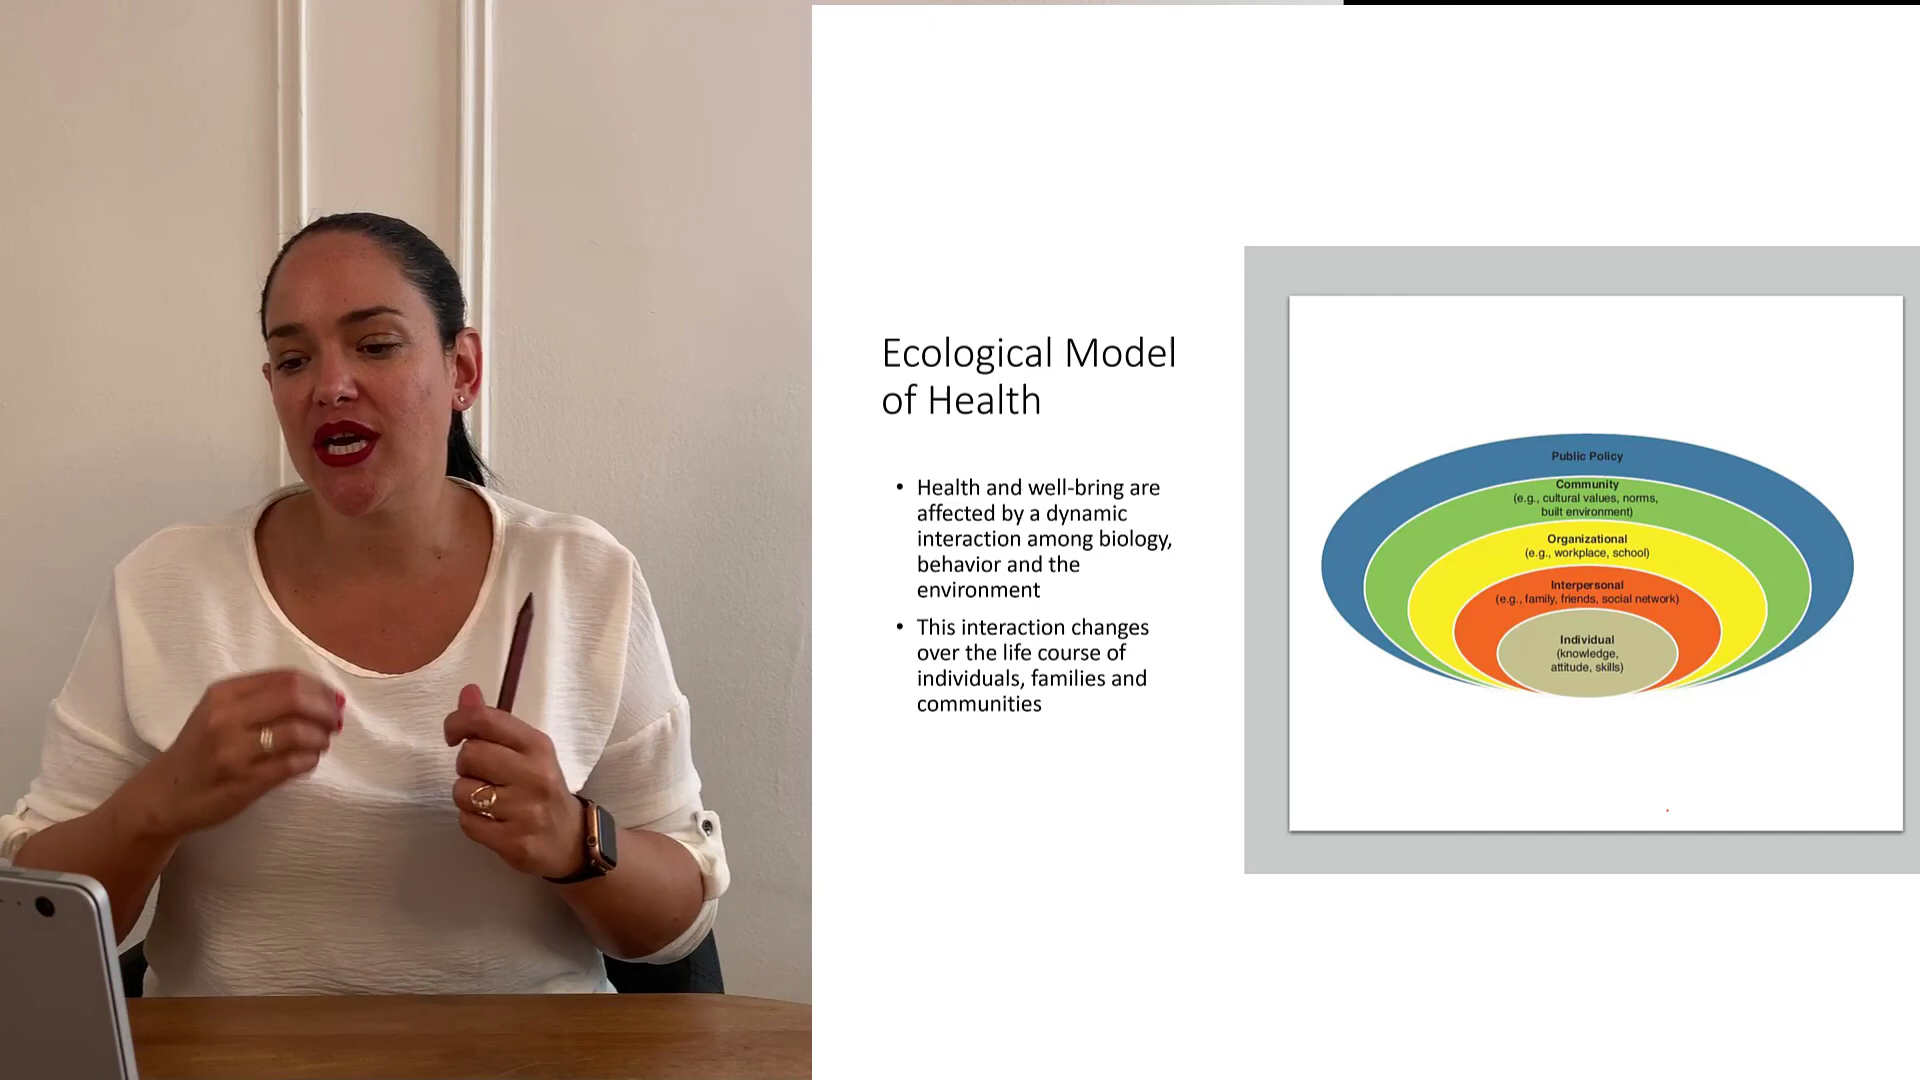 Ecological Model
of Health
• Health and well-bring are
affected by a dynamic
interaction among biology,
behavior and the
environment
• This interaction changes
over the life course of
individuals, families and
communities
Public Policy
Community
(e.g., cultural values, norms,
built environment)
Organizational
(e.g., workplace, school)
Interpersonal
(e.g., family, friends, social network)
Individual
(knowledge,
attitude, skills)